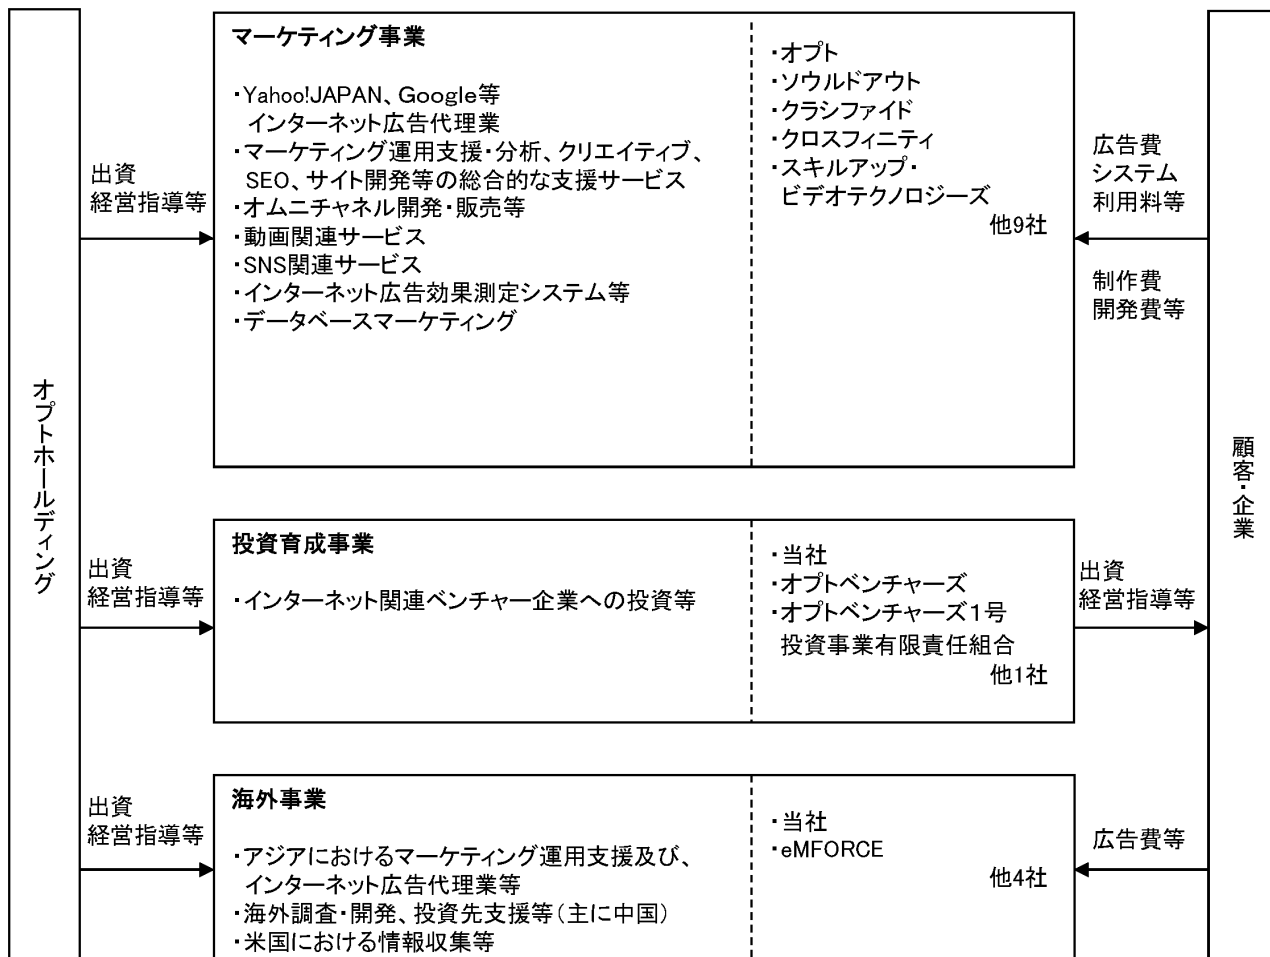 オプトホールディング
出資
経営指導等
マーケティング事業
・Yahoo!JAPAN、Google等
インターネット広告代理業
・マーケティング運用支援・分析、クリエイティブ、
SEO、サイト開発等の総合的な支援サービス
・オムニチャネル開発・販売等
・動画関連サービス
・SNS関連サービス
・インターネット広告効果測定システム等
・データベースマーケティング
・オプト
・ソウルドアウト
・クラシファイド
・クロスフィニティ
・スキルアップ・
ビデオテクノロジーズ
他9社
広告費
システム
利用料等
制作費
開発費等
顧客・企業
出資
経営指導等
投資育成事業
・インターネット関連ベンチャー企業への投資等
・当社
・オプトベンチャーズ
・オプトベンチャーズ1号
投資事業有限責任組合
他1社
出資
経営指導等
出資
経営指導等
海外事業
・アジアにおけるマーケティング運用支援及び、
インターネット広告代理業等
・海外調査・開発、投資先支援等(主に中国)
・米国における情報収集等
・当社
・eMFORCE
他4社
広告費等